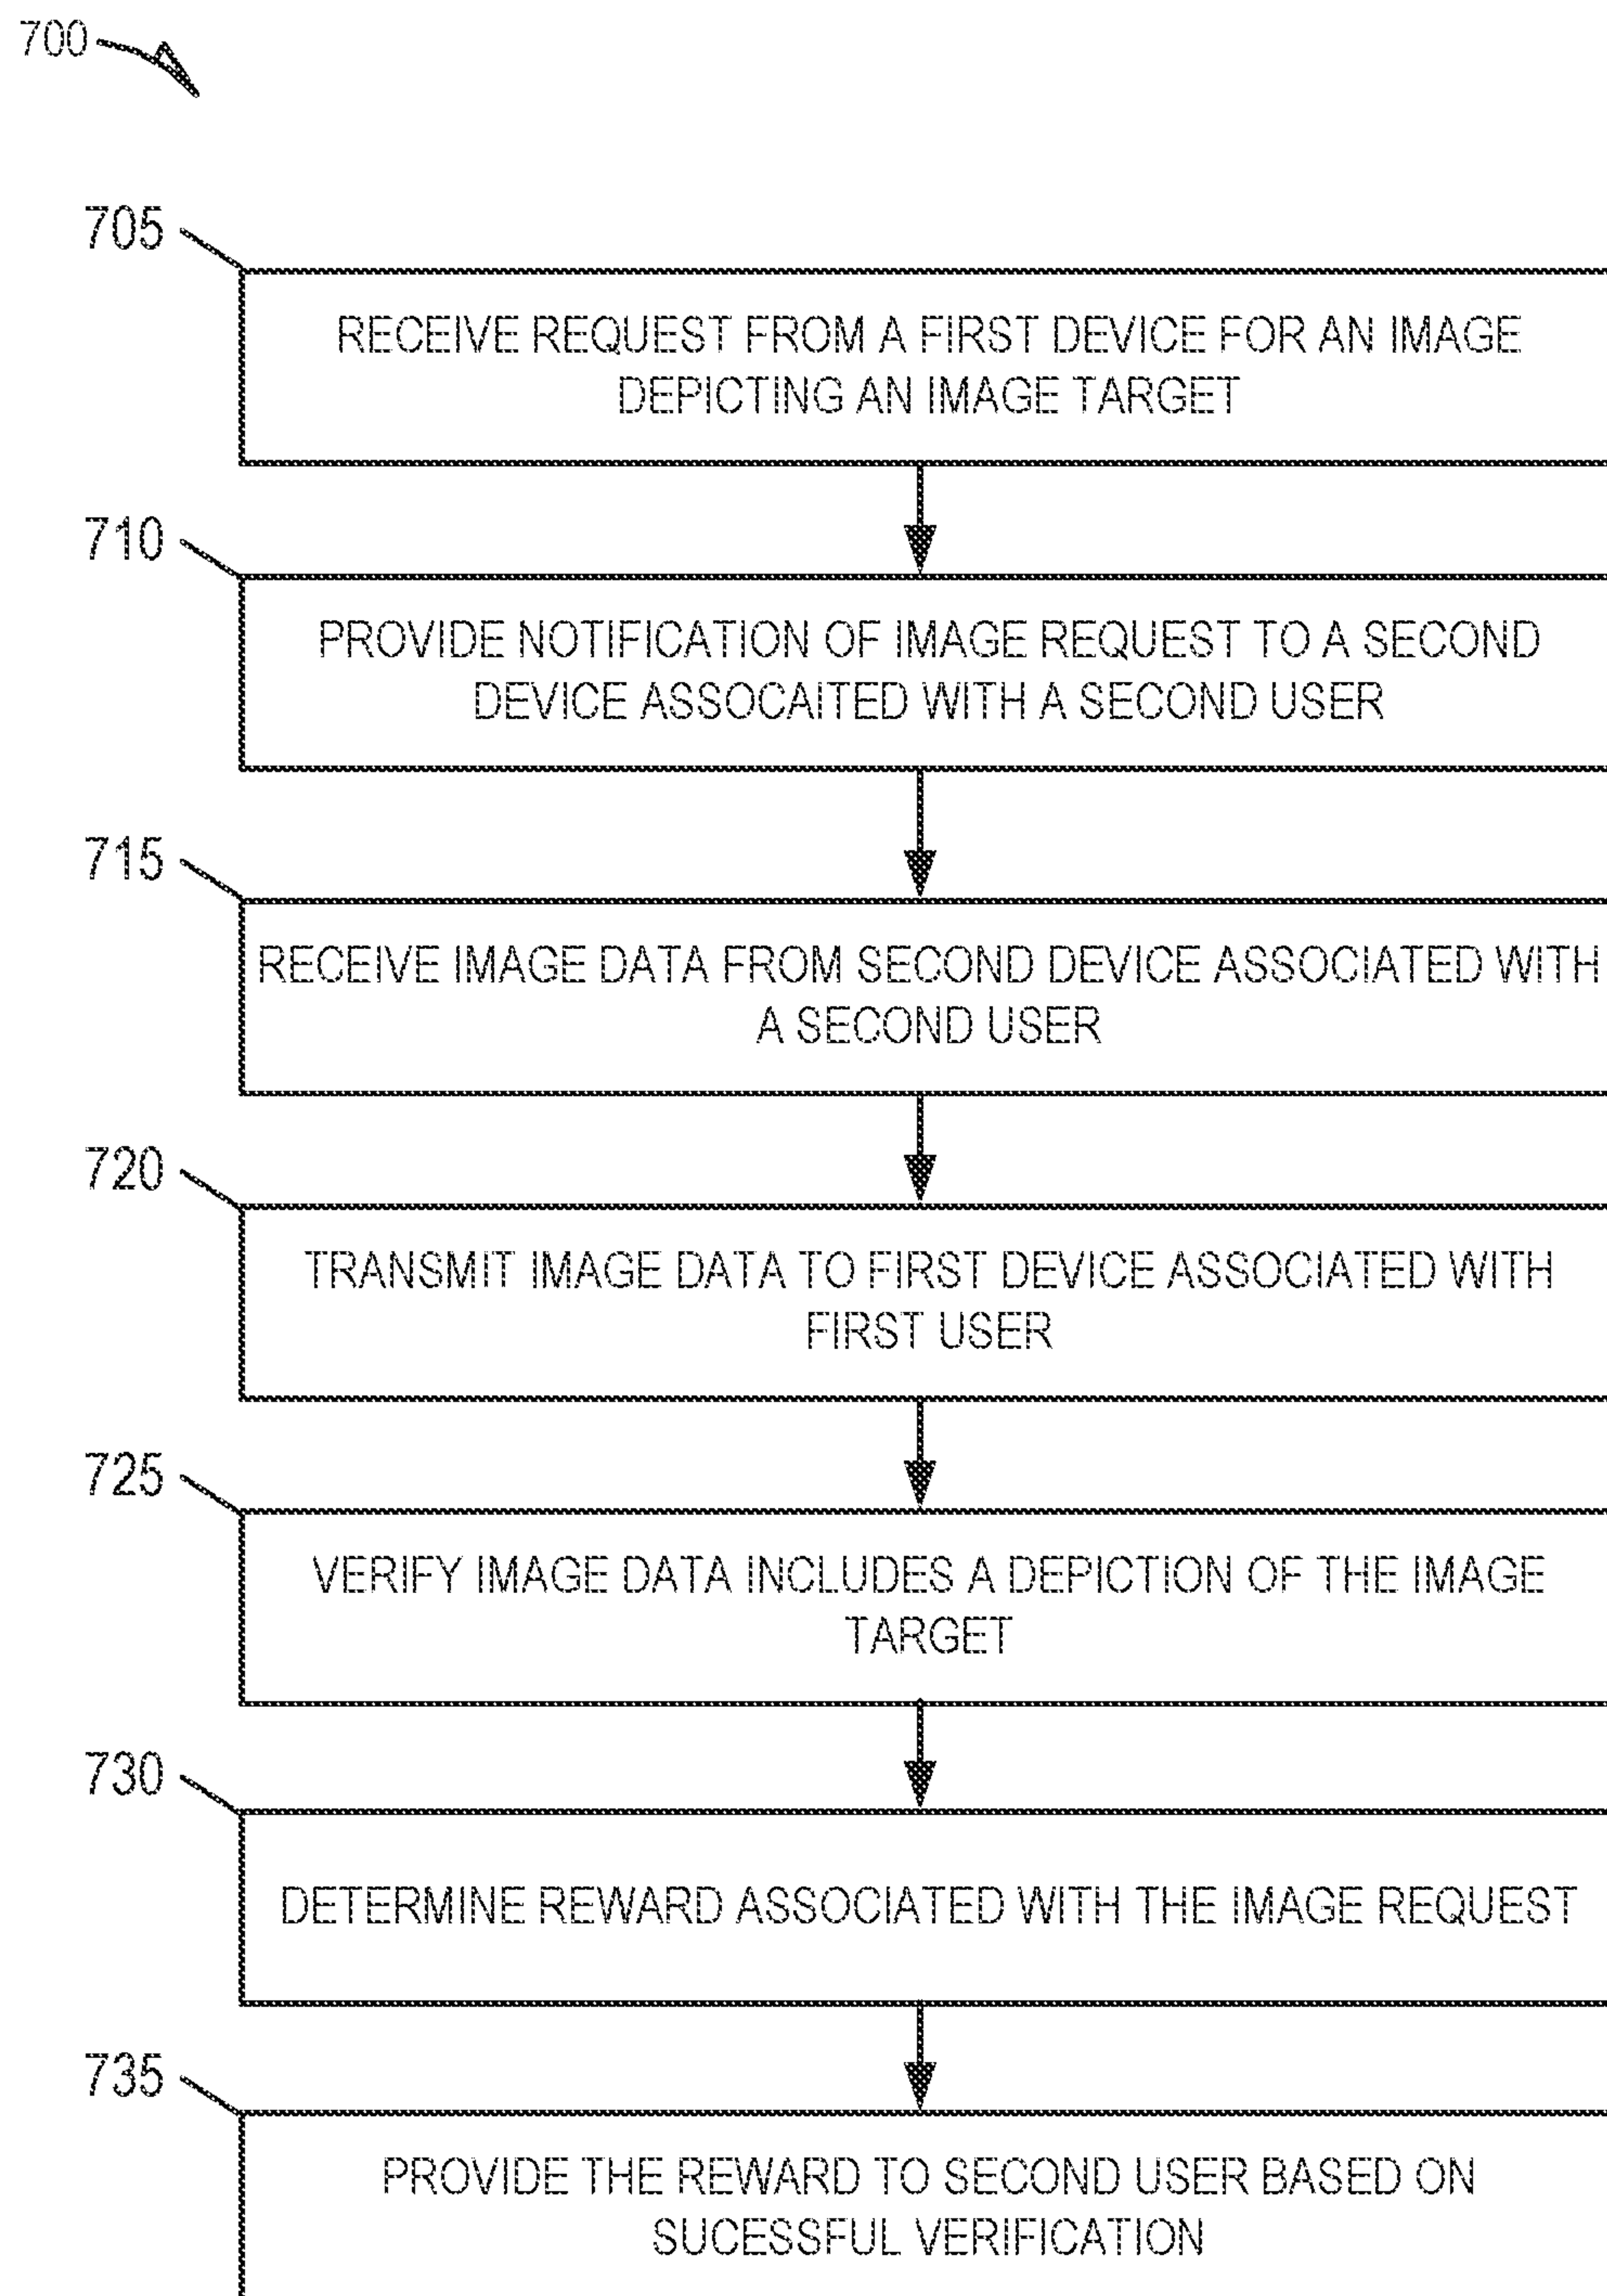 700
705
RECEIVE REQUEST FROM A FIRST DEVICE FOR AN IMAGE
DEPICTING AN IMAGE TARGET
710
PROVIDE NOTIFICATION OF IMAGE REQUEST TO A SECOND
DEVICE ASSOCAITED WITH A SECOND USER
715
RECEIVE IMAGE DATA FROM SECOND DEVICE ASSOCIATED WITH
A SECOND USER
720
TRANSMIT IMAGE DATA TO FIRST DEVICE ASSOCIATED WITH
FIRST USER
725
VERIFY IMAGE DATA INCLUDES A DEPICTION OF THE IMAGE
TARGET
730
DETERMINE REWARD ASSOCIATED WITH THE IMAGE REQUEST
735
PROVIDE THE REWARD TO SECOND USER BASED ON
SUCESSFUL VERIFICATION